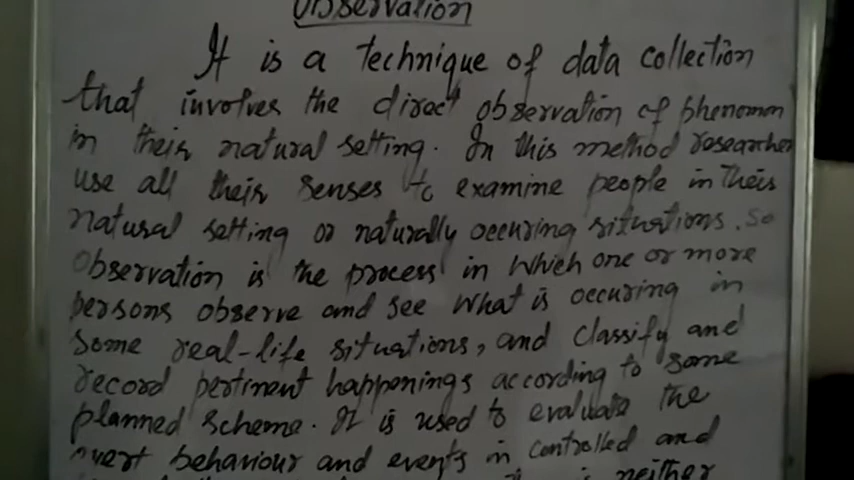 Observation
It is a technique of data collection
that involves the direct observation of phenomen
in their natural setting. In this method researcher
use all their senses to examine people in their
natural setting or naturally occuring situations. So
Observation is the process in which one or more
persons observe and see what is occuring in
some real-life situations, and classify and
record pertinent happenings according to some
planned scheme. It is used to evaluate the
overt behaviour and events in controlled and
neither